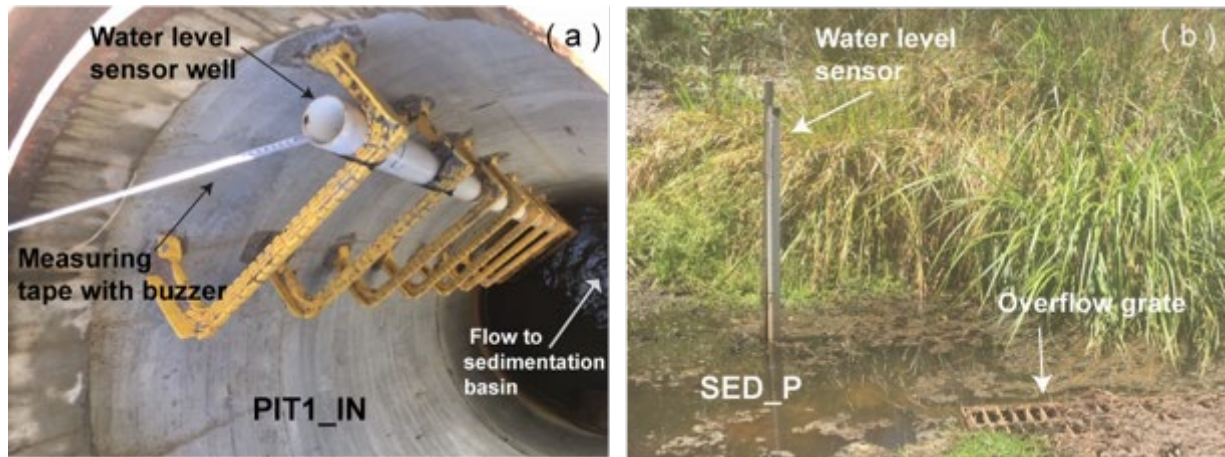 Water level
sensor well
( a )
Measuring
tape with buzzer
Flow to
sedimentation
basin
PIT1_IN
( b )
Water level
sensor
Overflow grate
SED_P